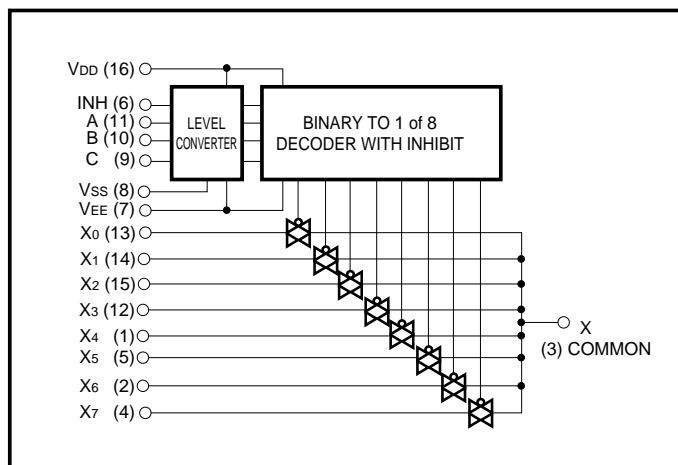 VDD (16)
INH (6)
A (11)
B (10)
C (9)
LEVEL
CONVERTER
BINARY TO 1 of 8
DECODER WITH INHIBIT
VSS (8)
VEE (7)
X0 (13)
X1 (14)
X2 (15)
X3 (12)
X4 (1)
X5 (5)
X6 (2)
X7 (4)
X
(3) COMMON